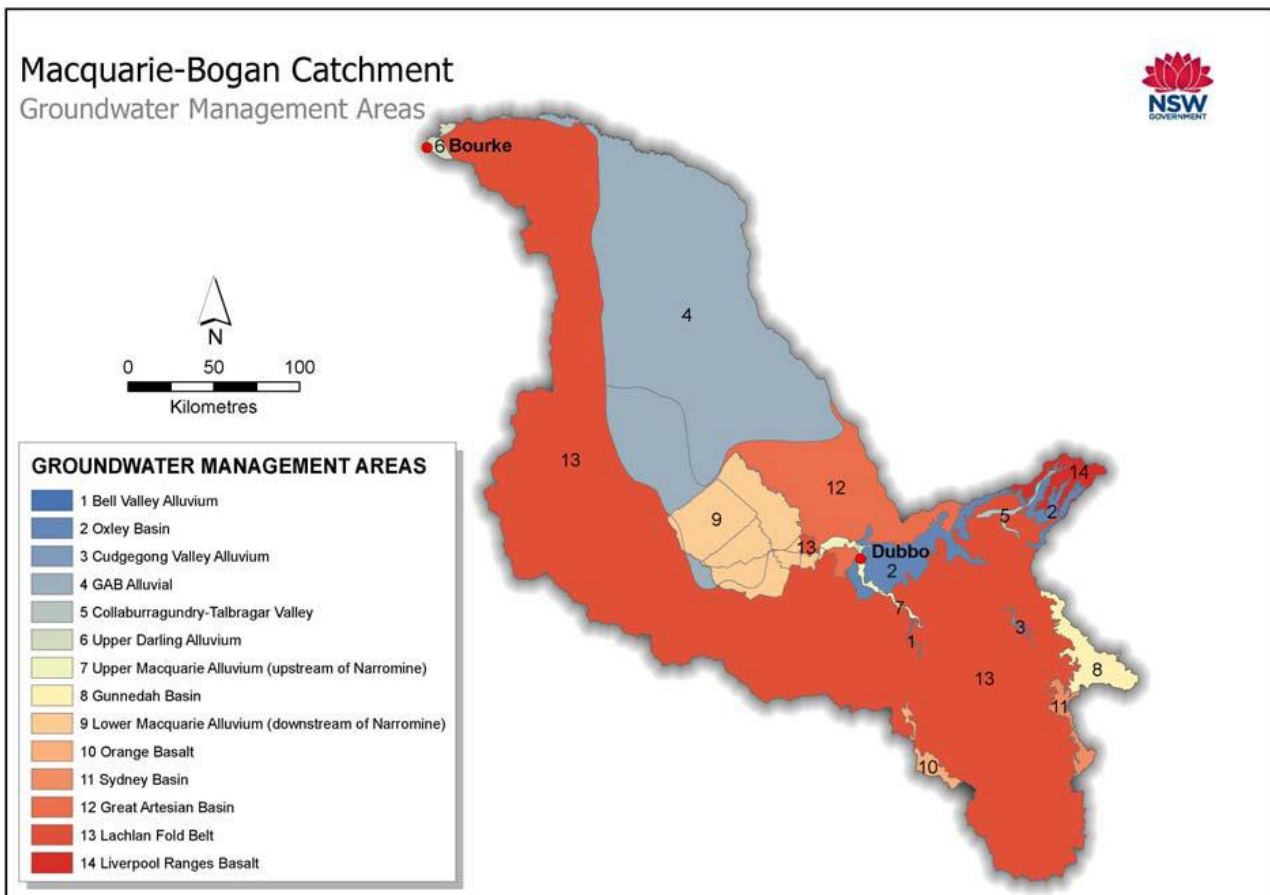 Macquarie-Bogan Catchment
Groundwater Management Areas
NSW
GOVERNMENT
6 Bourke
4
N
0 50 100
Kilometres
13
12
14
5
2
9
13
Dubbo
2
7
3
1
8
13
11
10
GROUNDWATER MANAGEMENT AREAS
1 Bell Valley Alluvium
2 Oxley Basin
3 Cudgegong Valley Alluvium
4 GAB Alluvial
5 Collaburragundry-Talbragar Valley
6 Upper Darling Alluvium
7 Upper Macquarie Alluvium (upstream of Narromine)
8 Gunnedah Basin
9 Lower Macquarie Alluvium (downstream of Narromine)
10 Orange Basalt
11 Sydney Basin
12 Great Artesian Basin
13 Lachlan Fold Belt
14 Liverpool Ranges Basalt